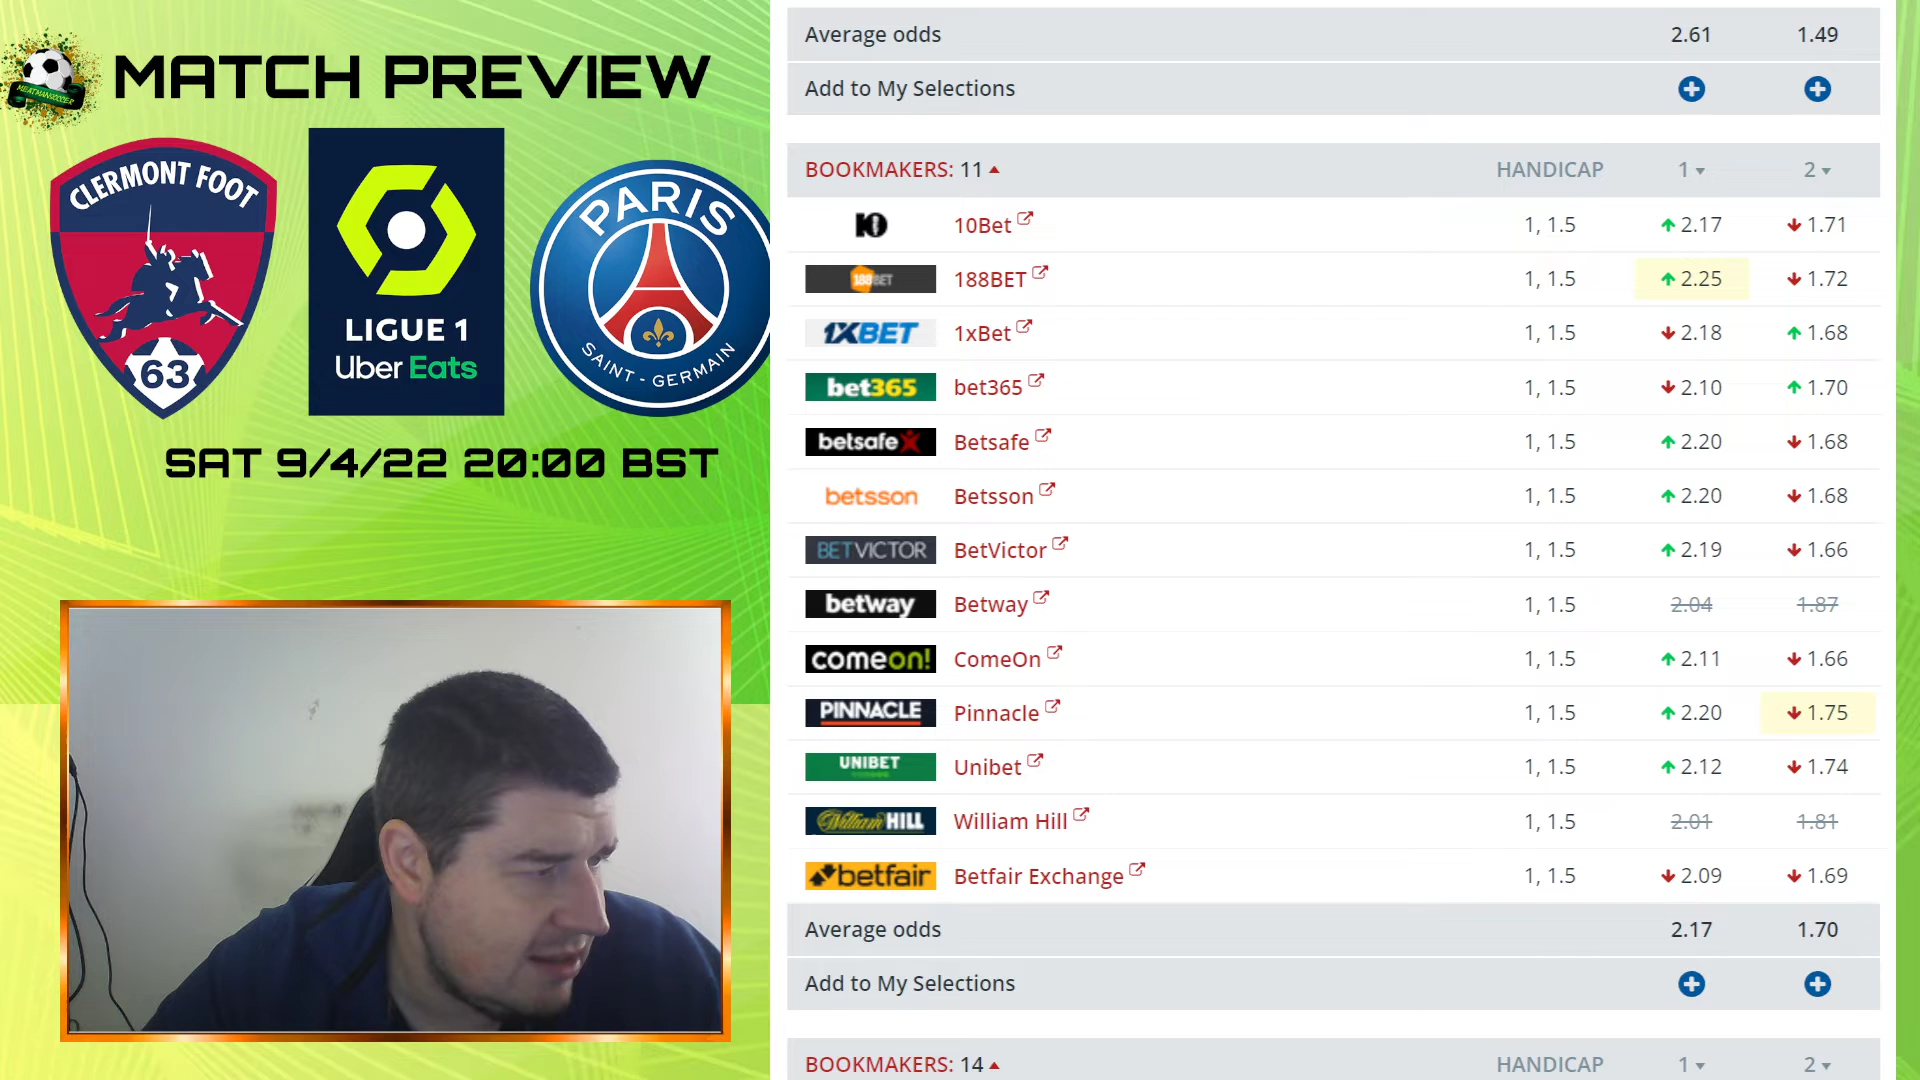 MATCH PREVIEW
MEATMANSOCCER
CLERMONT FOOT
63
LIGUE 1
Uber Eats
PARIS
SAINT - GERMAIN
SAT 9/4/22 20:00 BST
Average odds 2.61 1.49
Add to My Selections
BOOKMAKERS: 11 HANDICAP 1 2
10 10Bet 1, 1.5 2.17 1.71
188BET 188BET 1, 1.5 2.25 1.72
1XBET 1xBet 1, 1.5 2.18 1.68
bet365 bet365 1, 1.5 2.10 1.70
betsafe Betsafe 1, 1.5 2.20 1.68
betsson Betsson 1, 1.5 2.20 1.68
BETVICTOR BetVictor 1, 1.5 2.19 1.66
betway Betway 1, 1.5 2.04 1.87
comeon! ComeOn 1, 1.5 2.11 1.66
PINNACLE Pinnacle 1, 1.5 2.20 1.75
UNIBET Unibet 1, 1.5 2.12 1.74
William HILL William Hill 1, 1.5 2.01 1.81
betfair Betfair Exchange 1, 1.5 2.09 1.69
Average odds 2.17 1.70
Add to My Selections
BOOKMAKERS: 14 HANDICAP 1 2